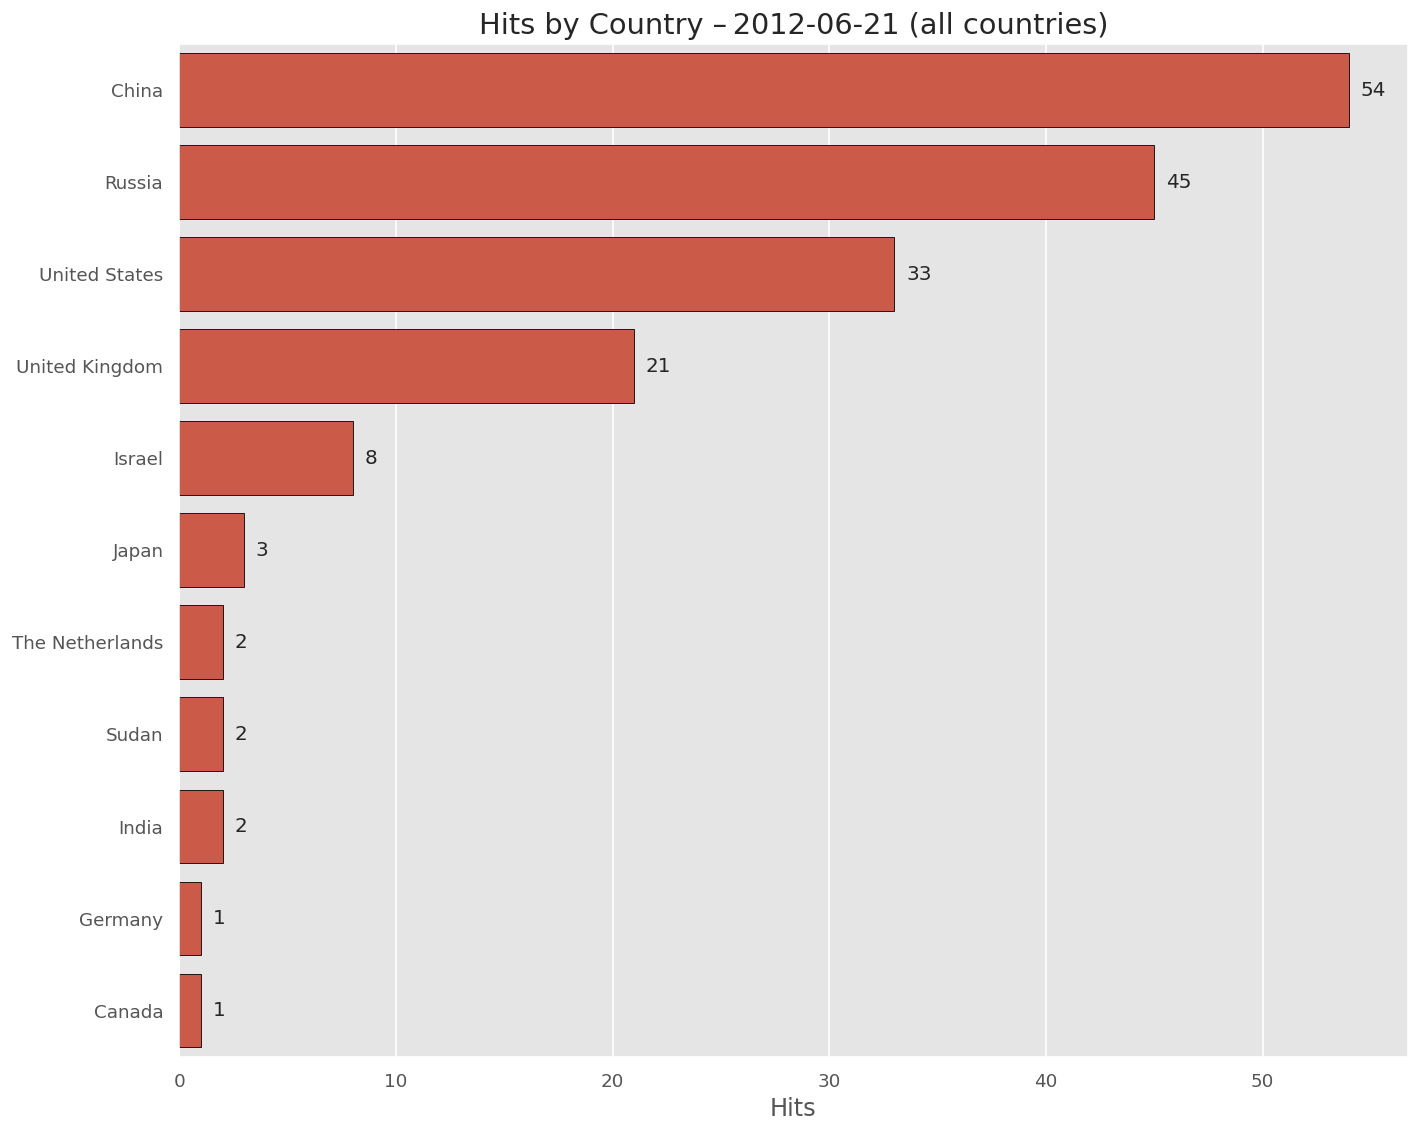 Hits by Country – 2012-06-21 (all countries)
China 54
Russia 45
United States 33
United Kingdom 21
Israel 8
Japan 3
The Netherlands 2
Sudan 2
India 2
Germany 1
Canada 1
0 10 20 30 40 50
Hits